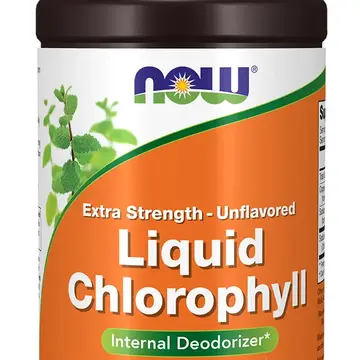 NOW®
Extra Strength - Unflavored
Liquid
Chlorophyll
Internal Deodorizer*